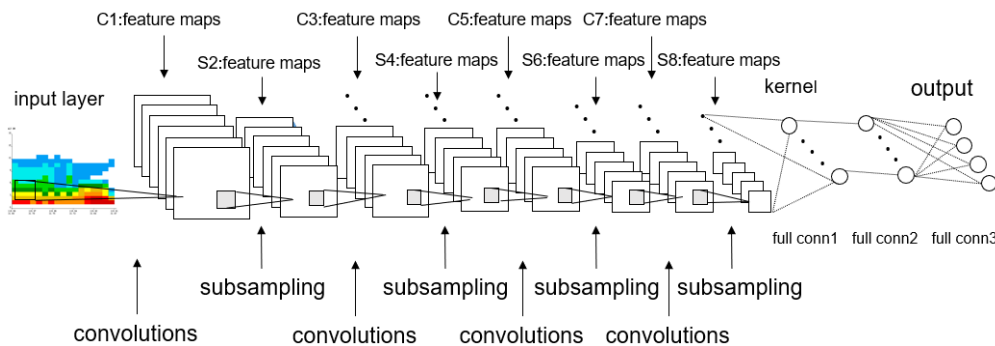 C1:feature maps
C3:feature maps
C5:feature maps
C7:feature maps
S2:feature maps
S4:feature maps
S6:feature maps
S8:feature maps
input layer
kernel
output
full conn1
full conn2
full conn3
subsampling
subsampling
subsampling
subsampling
convolutions
convolutions
convolutions
convolutions